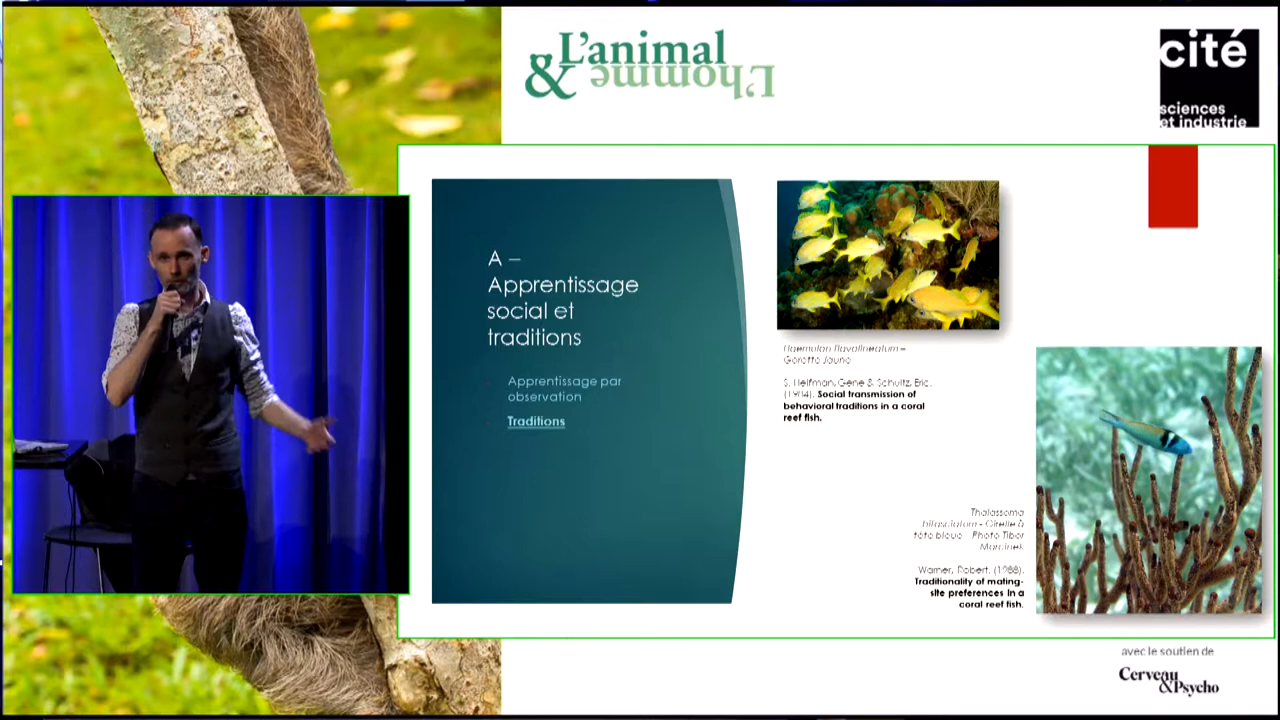 L'animal
&
L'homme
cité
sciences
et industrie
A –
Apprentissage
social et
traditions
Apprentissage par
observation
Traditions
Haemulon flavolineatum –
Gorette Jaune
S. Helfman, Gene & Schultz, Eric.
(1984). Social transmission of
behavioral traditions in a coral
reef fish.
Thalassoma
bifasciatum - Girelle à
tête bleue - Photo Tibor
Marcinek
Warner, Robert. (1988).
Traditionality of mating-
site preferences in a
coral reef fish.
avec le soutien de
Cerveau
&Psycho